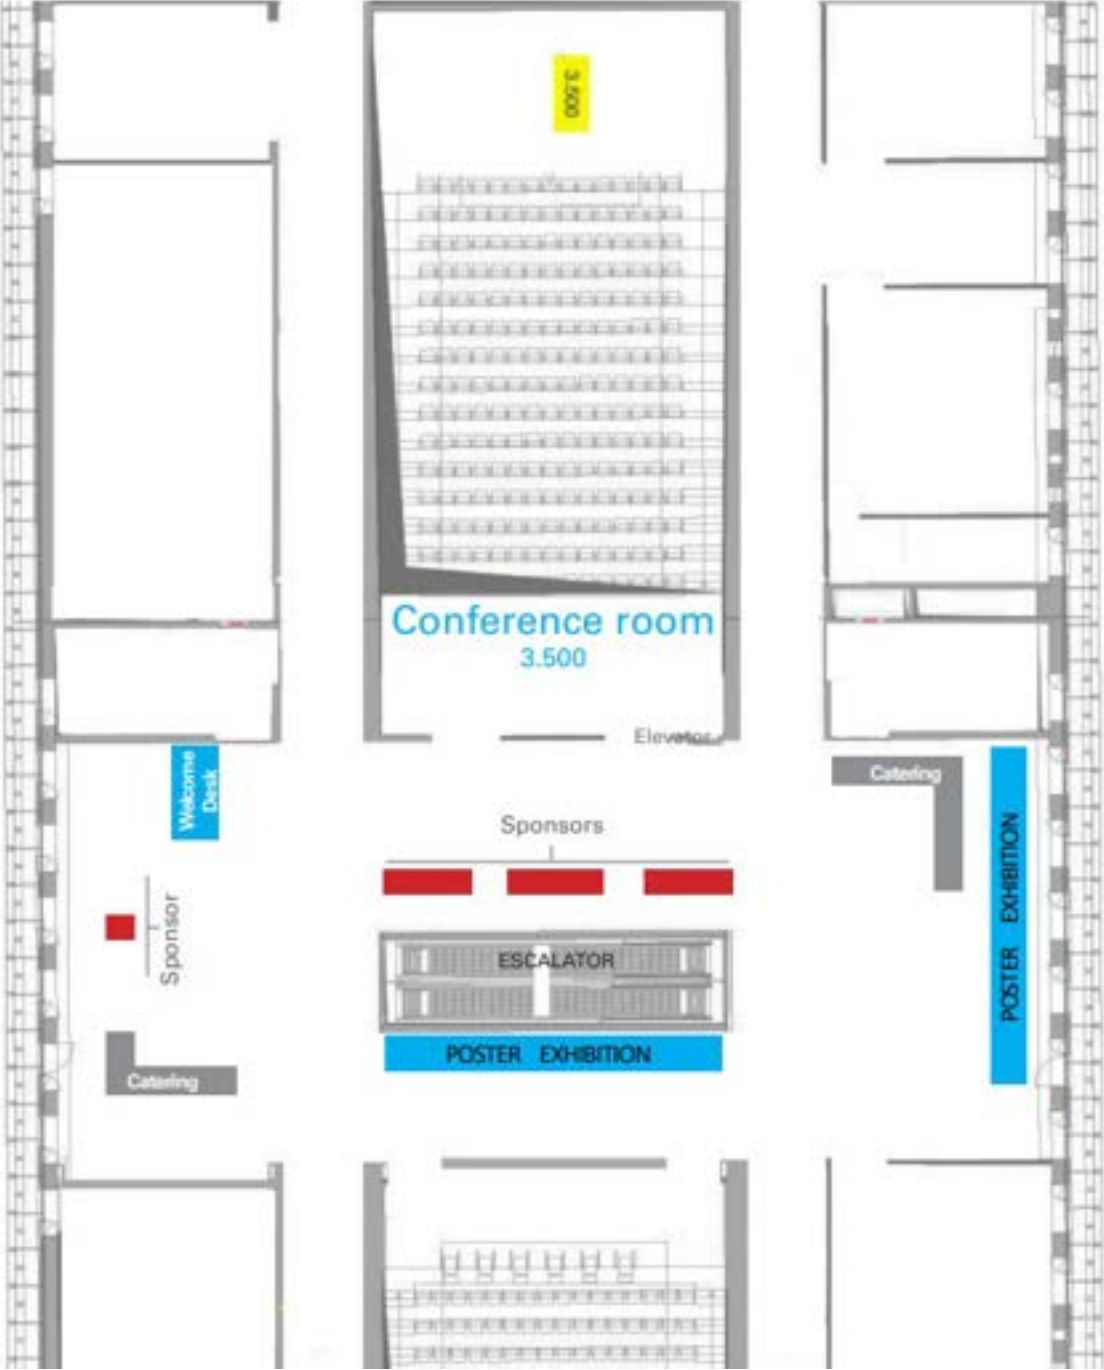 3.500
Conference room
3.500
Elevator
Welcome
Desk
Catering
Sponsors
POSTER EXHIBITION
Sponsor
ESCALATOR
POSTER EXHIBITION
Catering